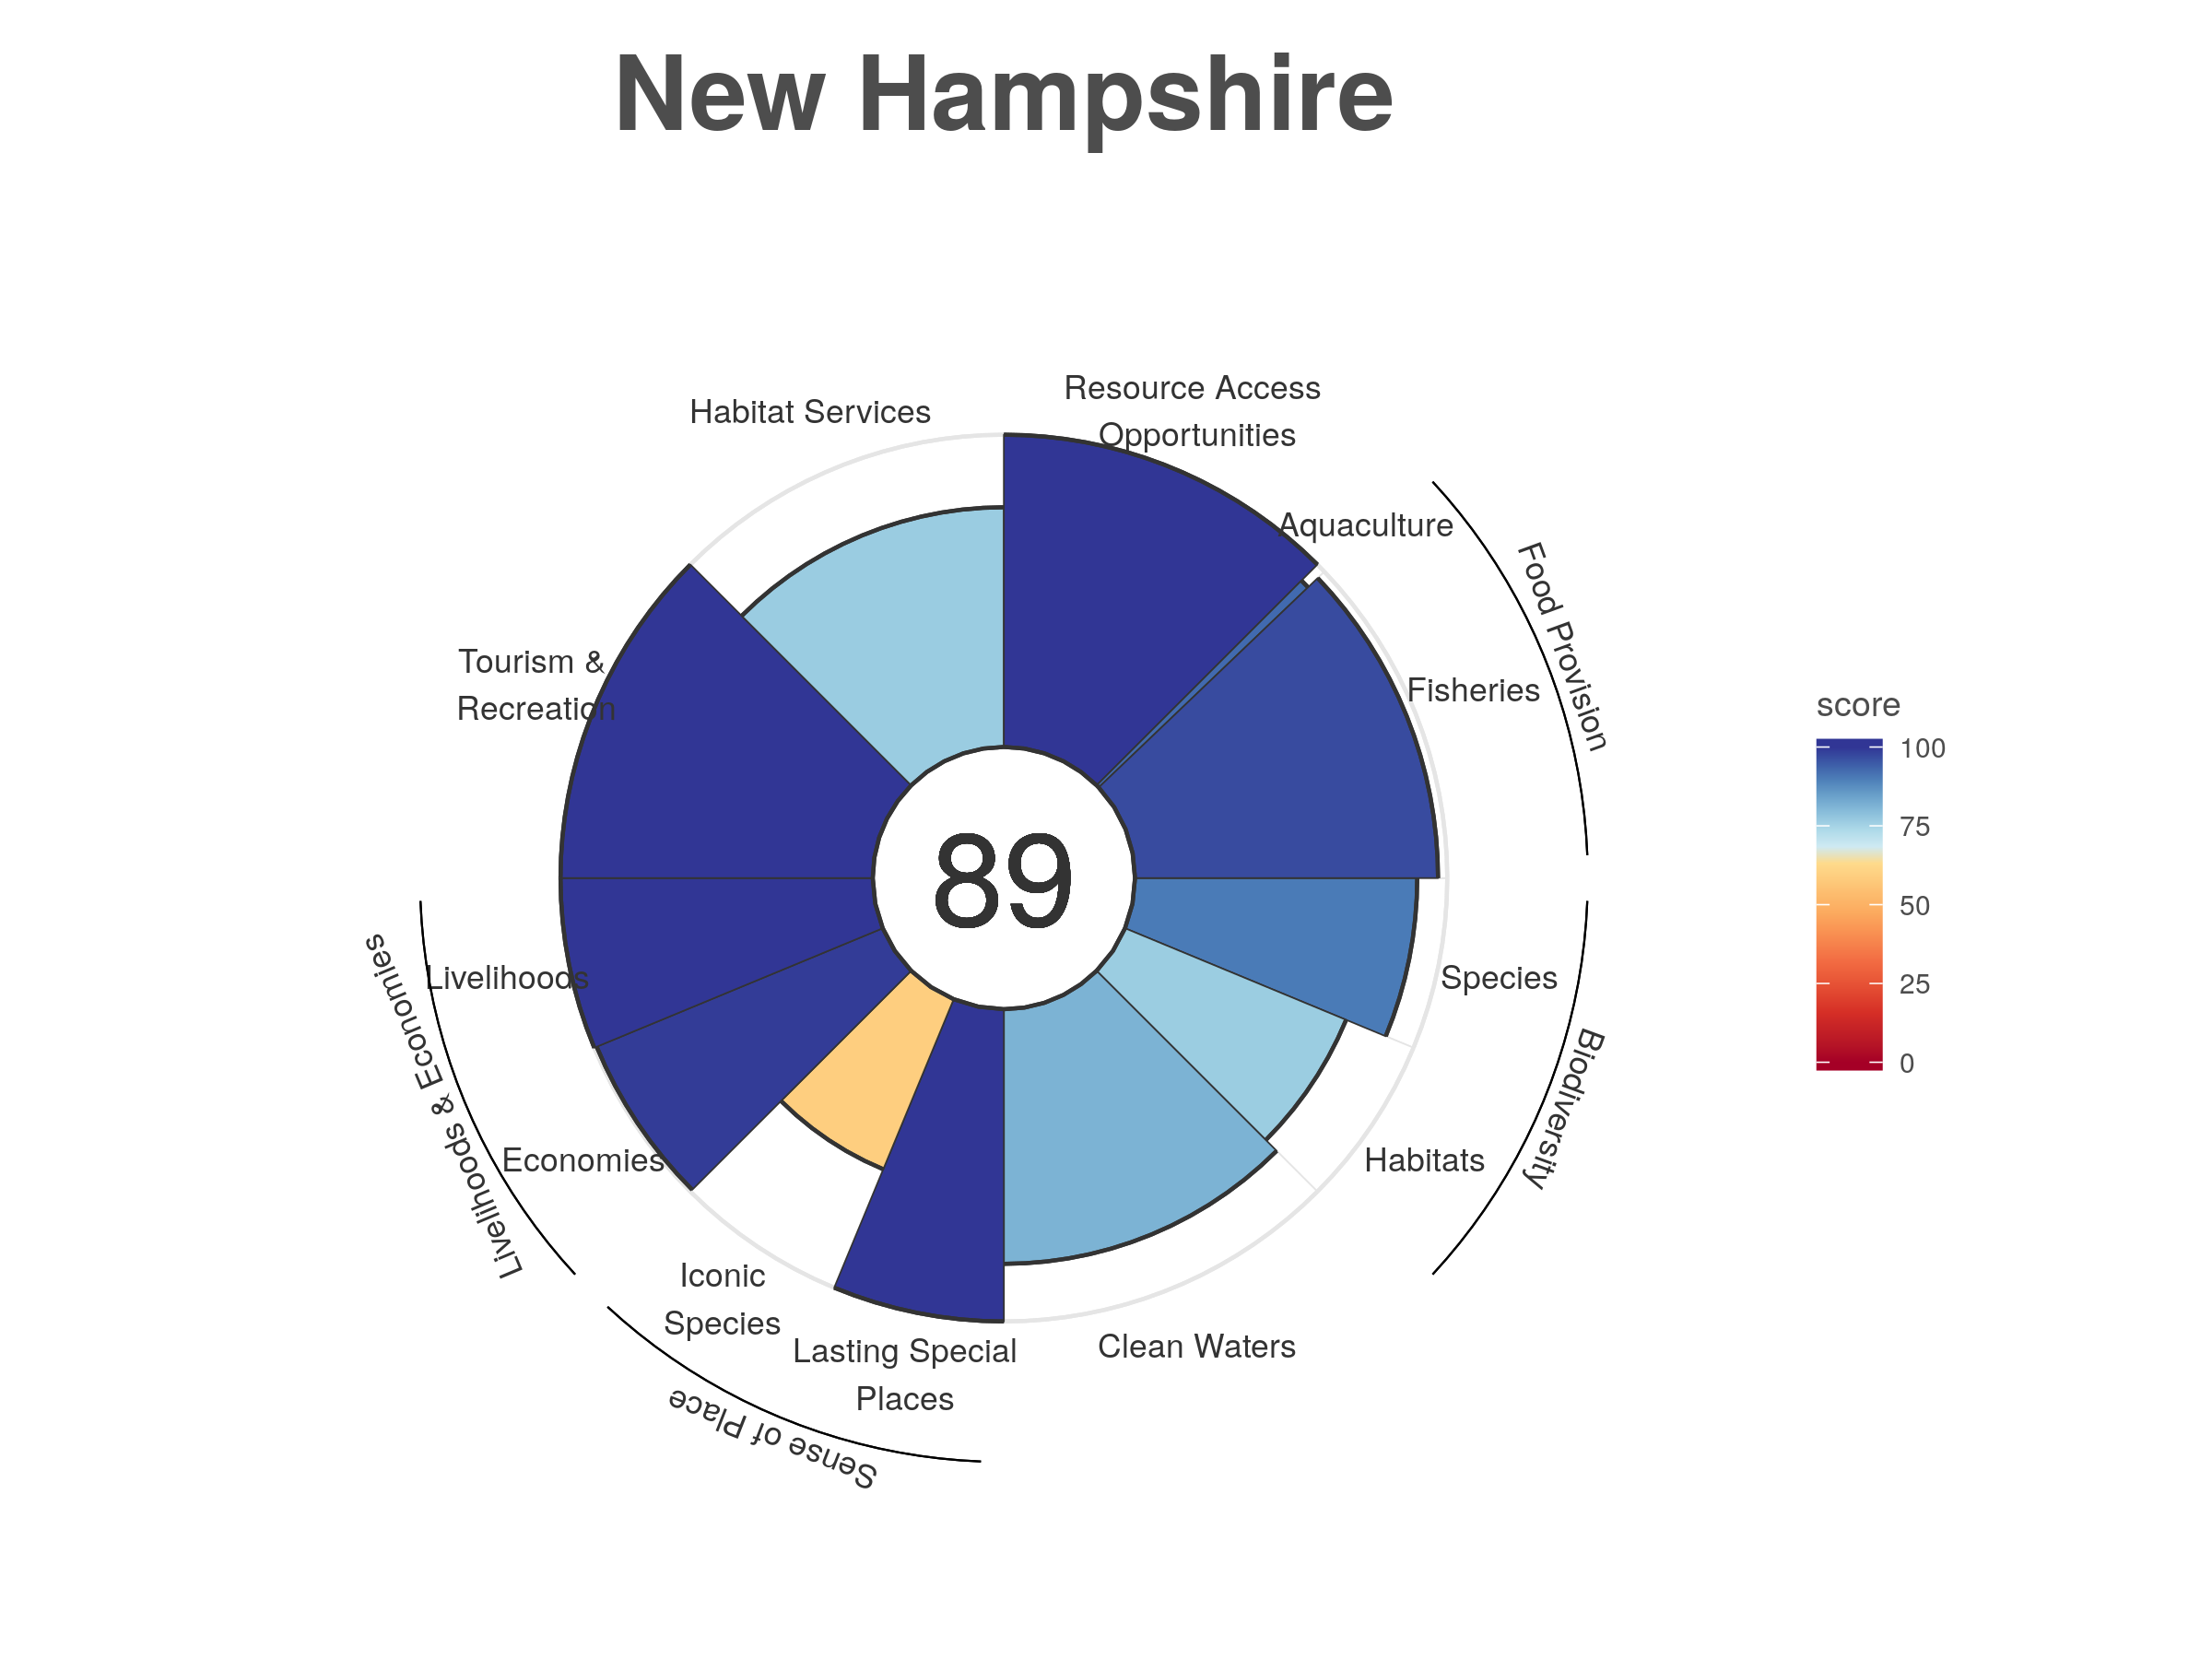 New Hampshire
Habitat Services
Resource Access
Opportunities
Aquaculture
Food Provision
Fisheries
Tourism &
Recreation
score
100
75
50
25
0
89
Livelihoods
Species
Livelihoods & Economies
Biodiversity
Economies
Habitats
Iconic
Species
Lasting Special
Places
Clean Waters
Sense of Place